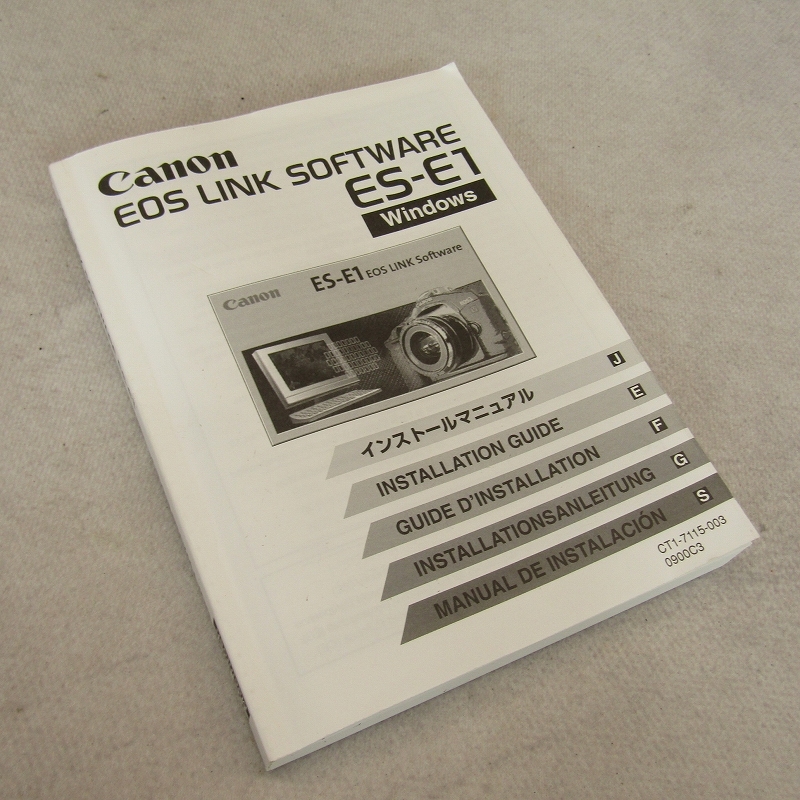 Canon
EOS LINK SOFTWARE
ES-E1
Windows
Canon
ES-E1 EOS LINK Software
インストールマニュアル J
INSTALLATION GUIDE E
GUIDE D'INSTALLATION F
INSTALLATIONSANLEITUNG G
MANUAL DE INSTALACIÓN S
CT1-7115-003
0900C3